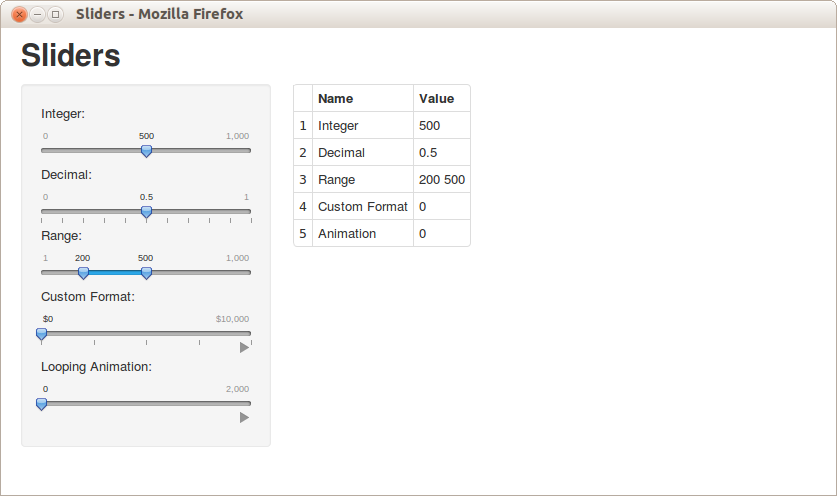 Sliders - Mozilla Firefox
Sliders
Integer:
0 500 1,000
Decimal:
0 0.5 1
Range:
1 200 500 1,000
Custom Format:
$0 $10,000
Looping Animation:
0 2,000
Name Value
1 Integer 500
2 Decimal 0.5
3 Range 200 500
4 Custom Format 0
5 Animation 0